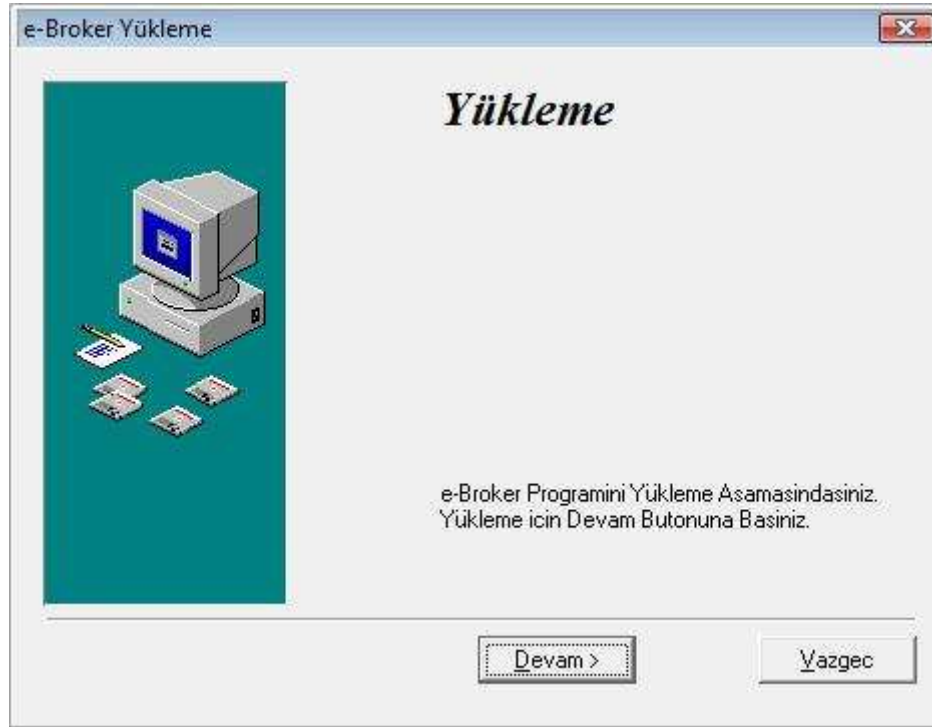 e-Broker Yükleme
Yükleme
e-Broker Programini Yükleme Asamasindasiniz.
Yükleme icin Devam Butonuna Basiniz.
Devam >
Vazgec